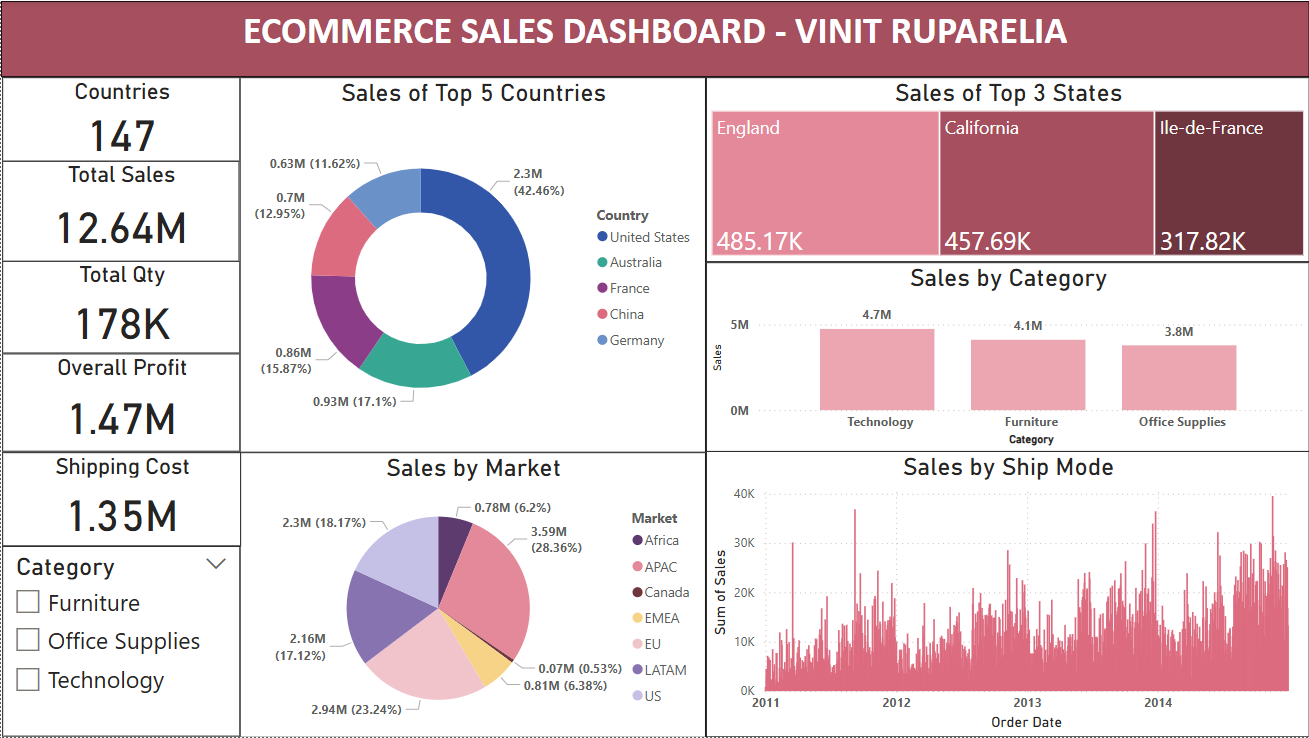 ECOMMERCE SALES DASHBOARD - VINIT RUPARELIA
Countries
147
Total Sales
12.64M
Total Qty
178K
Overall Profit
1.47M
Shipping Cost
1.35M
Category
Furniture
Office Supplies
Technology
Sales of Top 5 Countries
0.63M (11.62%)
2.3M
(42.46%)
0.7M
(12.95%)
0.86M
(15.87%)
0.93M (17.1%)
Country
United States
Australia
France
China
Germany
Sales by Market
2.3M (18.17%)
0.78M (6.2%)
3.59M
(28.36%)
2.16M
(17.12%)
0.07M (0.53%)
0.81M (6.38%)
2.94M (23.24%)
Market
Africa
APAC
Canada
EMEA
EU
LATAM
US
Sales of Top 3 States
England
485.17K
California
457.69K
Ile-de-France
317.82K
Sales by Category
Sales
5M
0M
4.7M
4.1M
3.8M
Technology
Furniture
Office Supplies
Category
Sales by Ship Mode
Sum of Sales
40K
30K
20K
10K
0K
2011
2012
2013
2014
Order Date